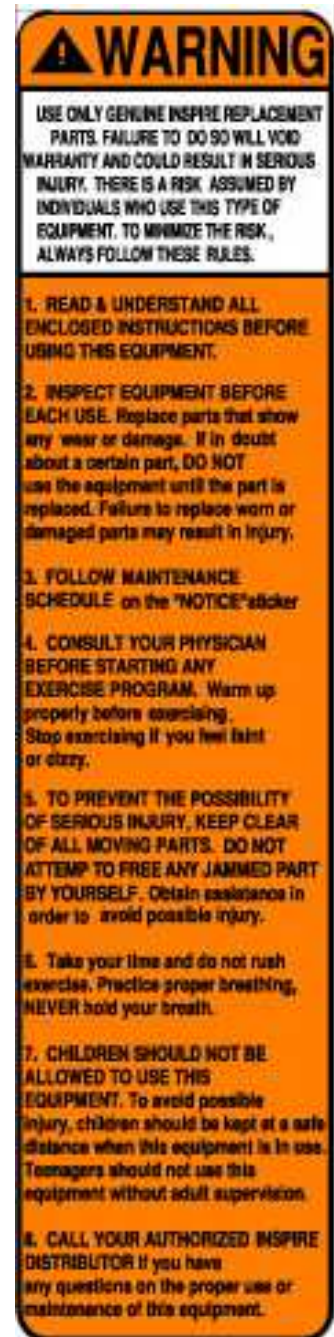 WARNING
USE ONLY GENUINE INSPIRE REPLACEMENT
PARTS. FAILURE TO DO SO WILL VOID
WARRANTY AND COULD RESULT IN SERIOUS
INJURY. THERE IS A RISK ASSUMED BY
INDIVIDUALS WHO USE THIS TYPE OF
EQUIPMENT. TO MINIMIZE THE RISK,
ALWAYS FOLLOW THESE RULES.
1. READ & UNDERSTAND ALL
ENCLOSED INSTRUCTIONS BEFORE
USING THIS EQUIPMENT.
2. INSPECT EQUIPMENT BEFORE
EACH USE. Replace parts that show
any wear or damage. If in doubt
about a certain part, DO NOT
use the equipment until the part is
replaced. Failure to replace worn or
damaged parts may result in injury.
3. FOLLOW MAINTENANCE
SCHEDULE on the "NOTICE"sticker
4. CONSULT YOUR PHYSICIAN
BEFORE STARTING ANY
EXERCISE PROGRAM. Warm up
properly before exercising.
Stop exercising if you feel faint
or dizzy.
5. TO PREVENT THE POSSIBILITY
OF SERIOUS INJURY, KEEP CLEAR
OF ALL MOVING PARTS. DO NOT
ATTEMP TO FREE ANY JAMMED PART
BY YOURSELF. Obtain assistance in
order to avoid possible injury.
6. Take your time and do not rush
exercise. Practice proper breathing,
NEVER hold your breath.
7. CHILDREN SHOULD NOT BE
ALLOWED TO USE THIS
EQUIPMENT. To avoid possible
injury, children should be kept at a safe
distance when this equipment is in use.
Teenagers should not use this
equipment without adult supervision.
8. CALL YOUR AUTHORIZED INSPIRE
DISTRIBUTOR if you have
any questions on the proper use or
maintenance of this equipment.